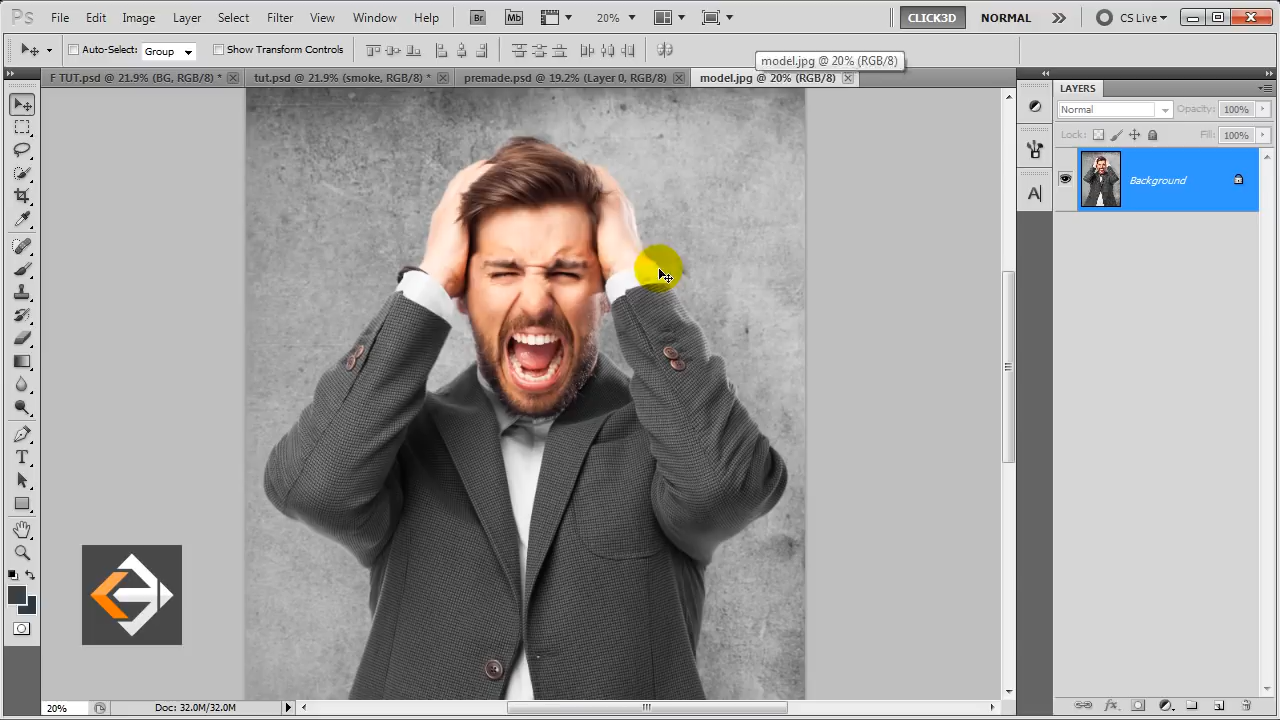 Ps File Edit Image Layer Select Filter View Window Help Br Mb 20% CLICK3D NORMAL CS Live
Auto-Select: Group Show Transform Controls
model.jpg @ 20% (RGB/8)
F TUT.psd @ 21.9% (BG, RGB/8) * tut.psd @ 21.9% (smoke, RGB/8) * premade.psd @ 19.2% (Layer 0, RGB/8) model.jpg @ 20% (RGB/8)
LAYERS
Normal Opacity: 100%
Lock: Fill: 100%
Background
A
T
20% Doc: 32.0M/32.0M